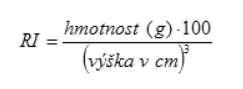 RI = hmotnost (g)·100
(výška v cm)³